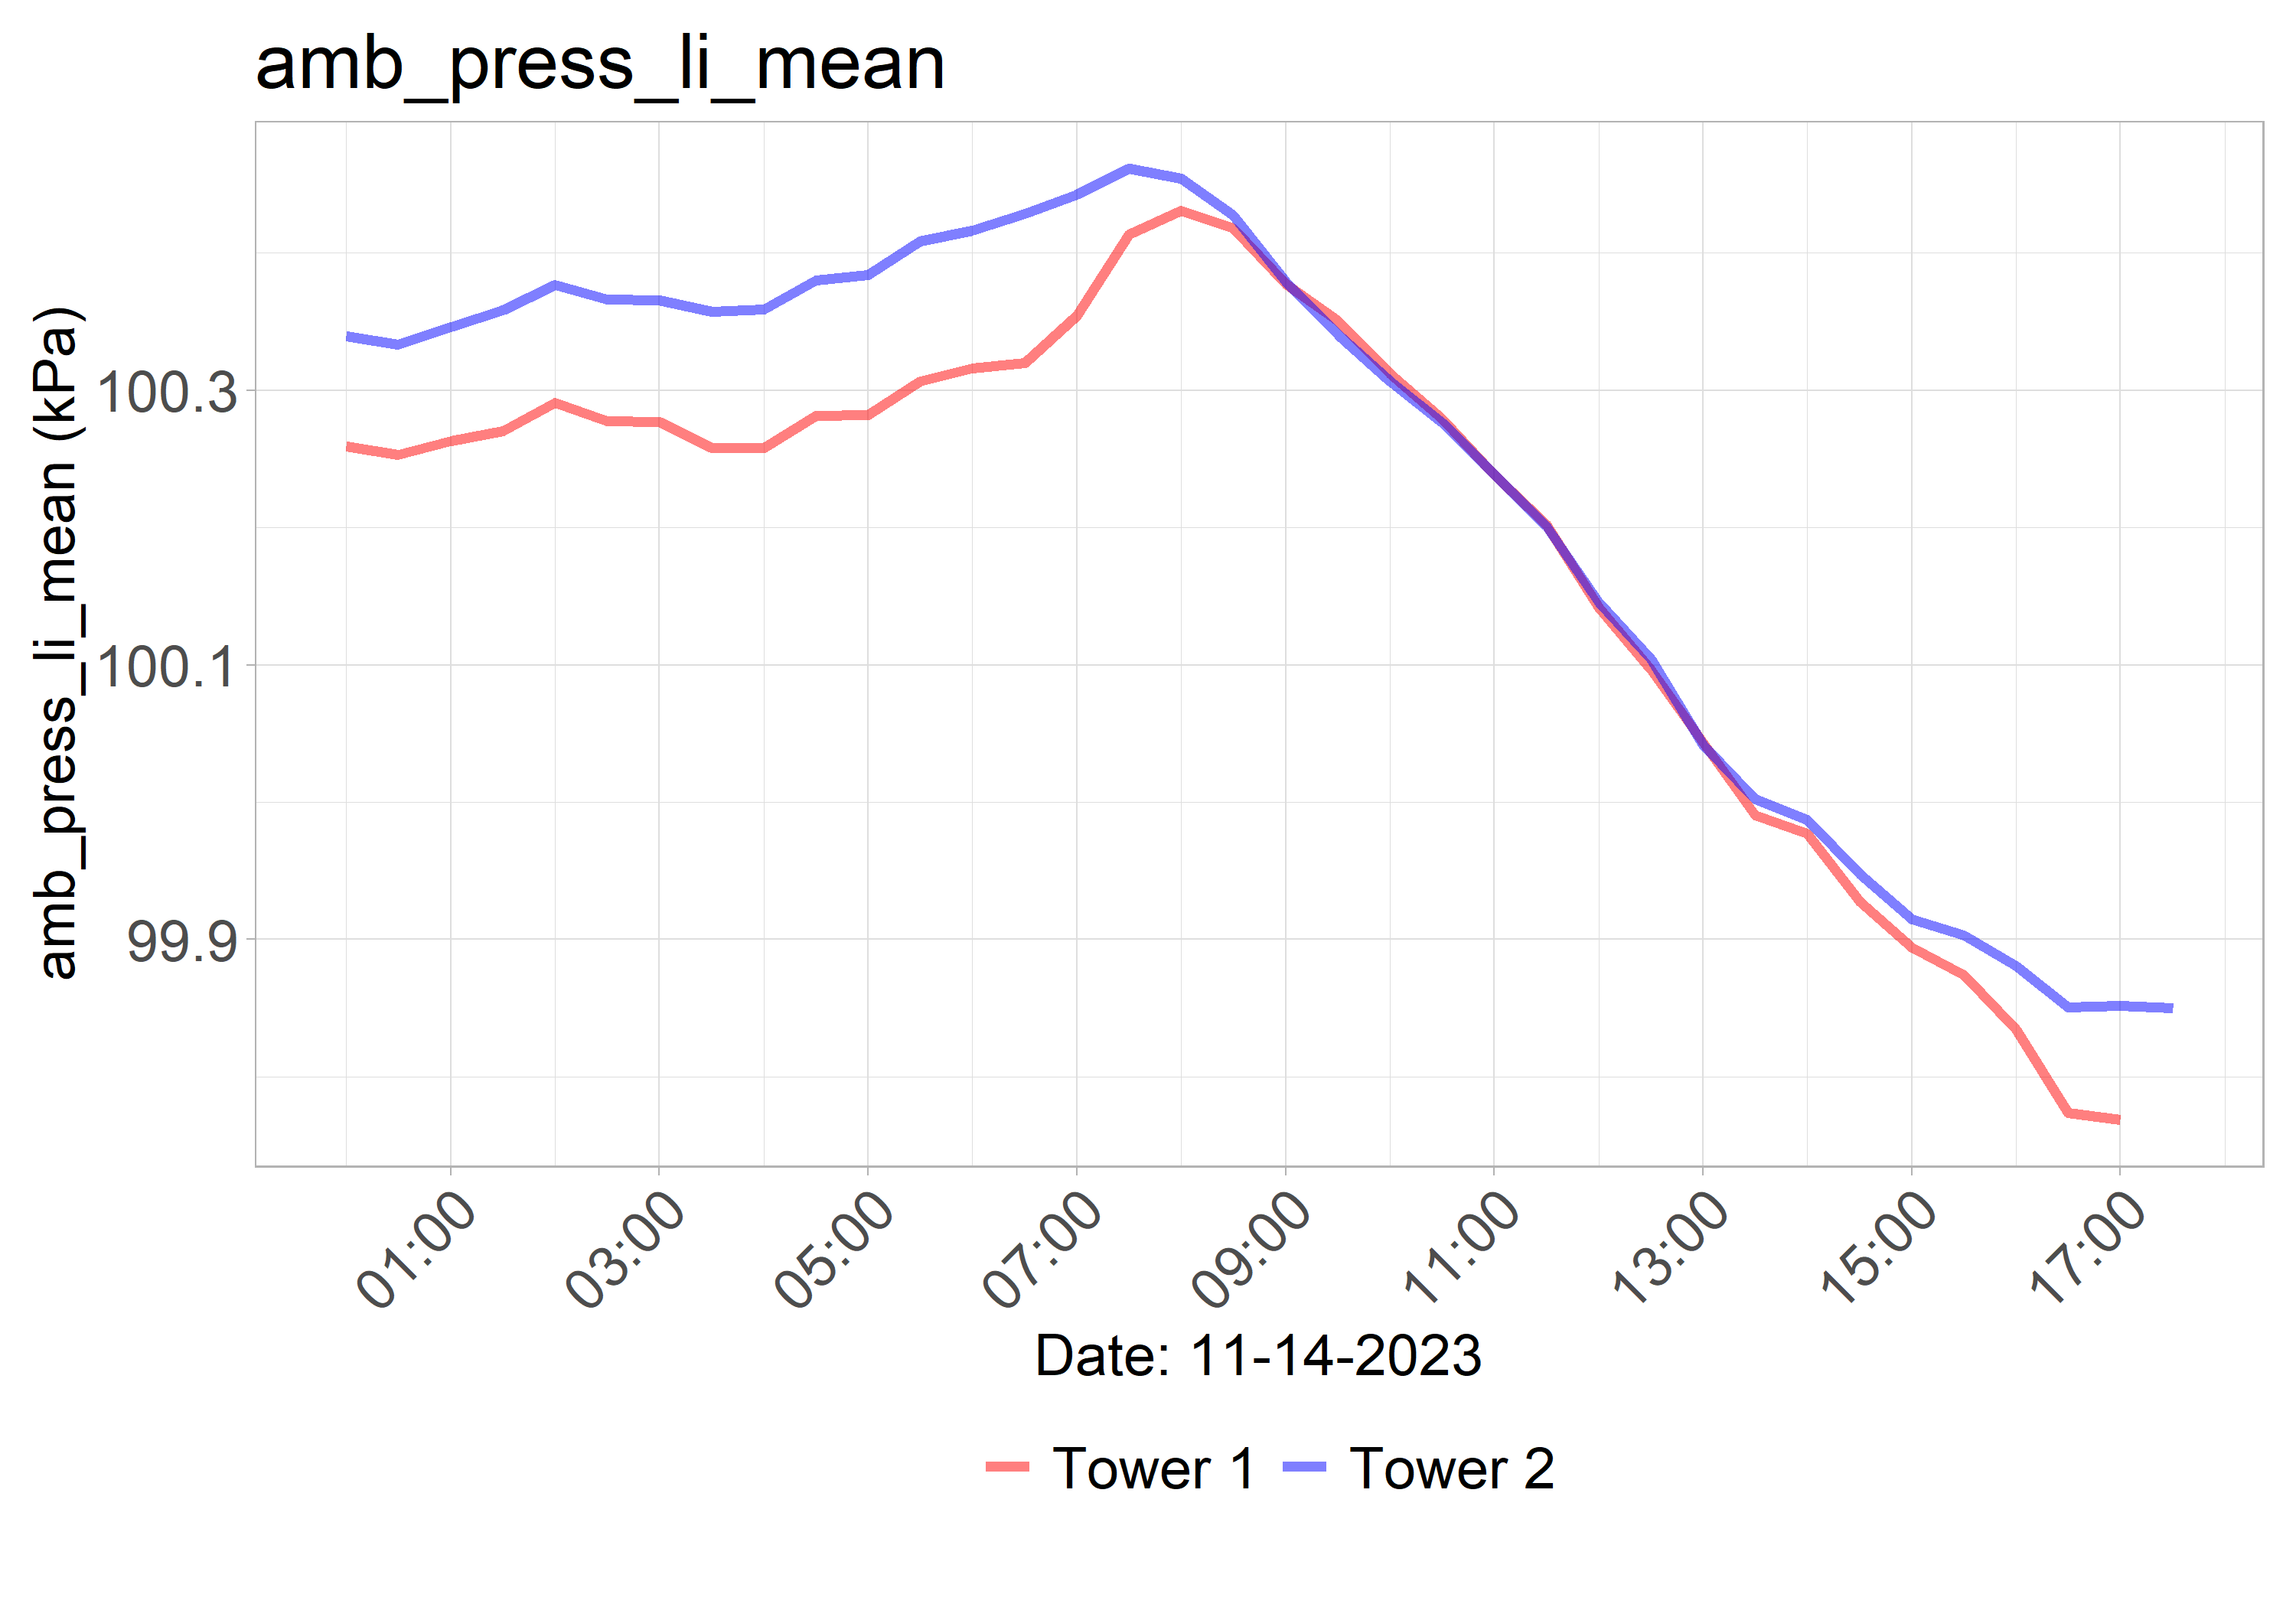 amb_press_li_mean
amb_press_li_mean (kPa)
100.3
100.1
99.9
01:00 03:00 05:00 07:00 09:00 11:00 13:00 15:00 17:00
Date: 11-14-2023
Tower 1 Tower 2